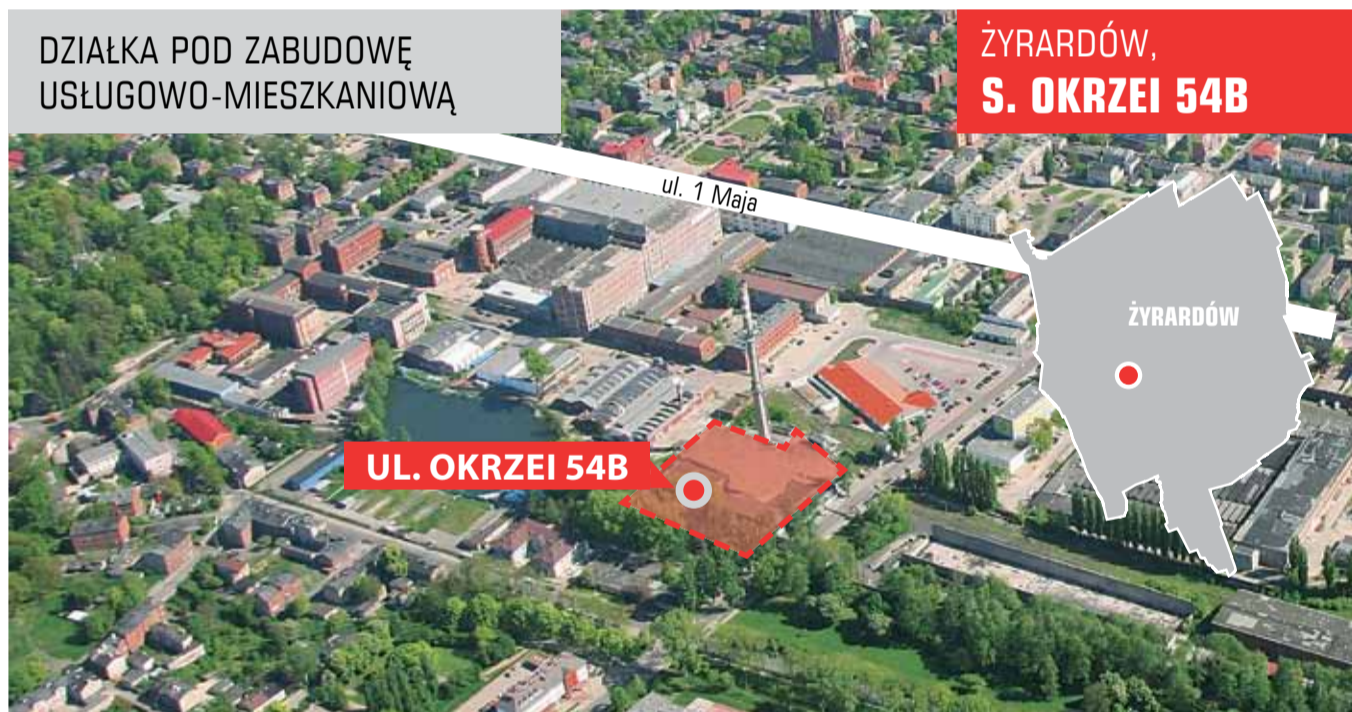 DZIAŁKA POD ZABUDOWĘ
USŁUGOWO-MIESZKANIOWĄ
ŻYRARDÓW,
S. OKRZEI 54B
ul. 1 Maja
ŻYRARDÓW
UL. OKRZEI 54B